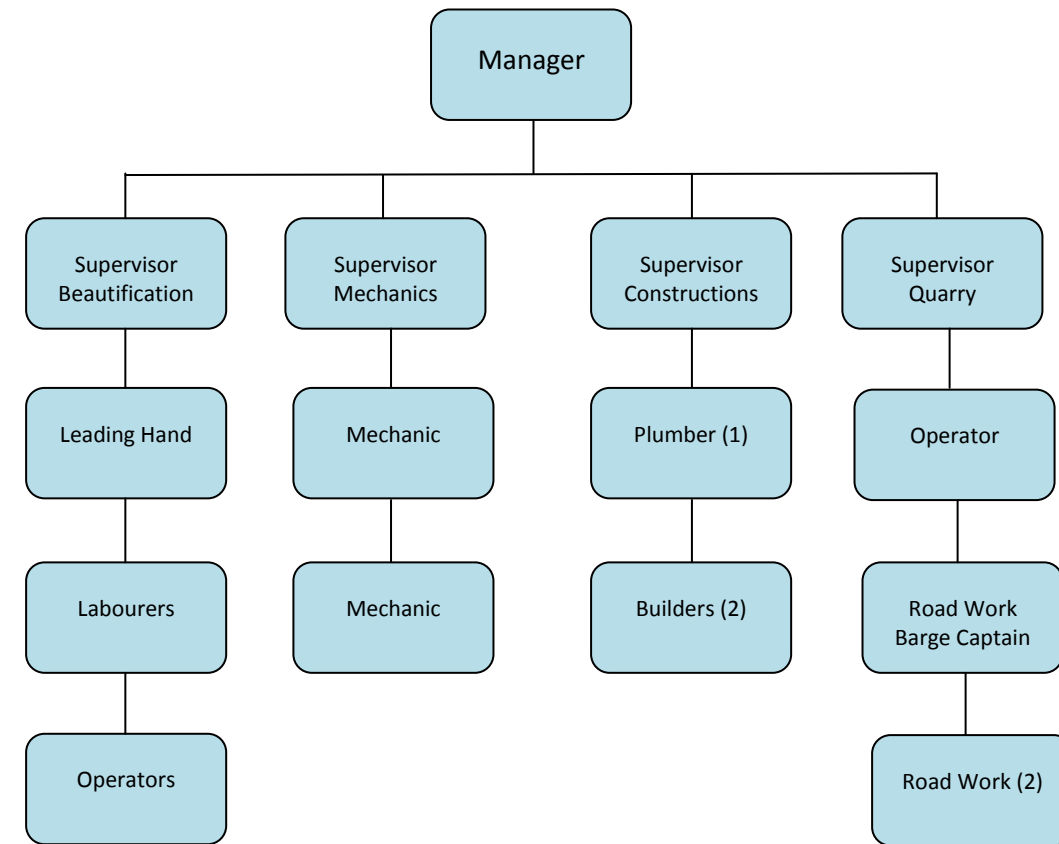 Manager
Supervisor
Beautification
Supervisor
Mechanics
Supervisor
Constructions
Supervisor
Quarry
Leading Hand
Mechanic
Plumber (1)
Operator
Labourers
Mechanic
Builders (2)
Road Work
Barge Captain
Operators
Road Work (2)